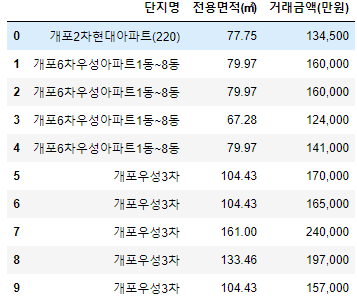 단지명 전용면적(㎡) 거래금액(만원)
0 개포2차현대아파트(220) 77.75 134,500
1 개포6차우성아파트1동~8동 79.97 160,000
2 개포6차우성아파트1동~8동 79.97 160,000
3 개포6차우성아파트1동~8동 67.28 124,000
4 개포6차우성아파트1동~8동 79.97 141,000
5 개포우성3차 104.43 170,000
6 개포우성3차 104.43 165,000
7 개포우성3차 161.00 240,000
8 개포우성3차 133.46 197,000
9 개포우성3차 104.43 157,000